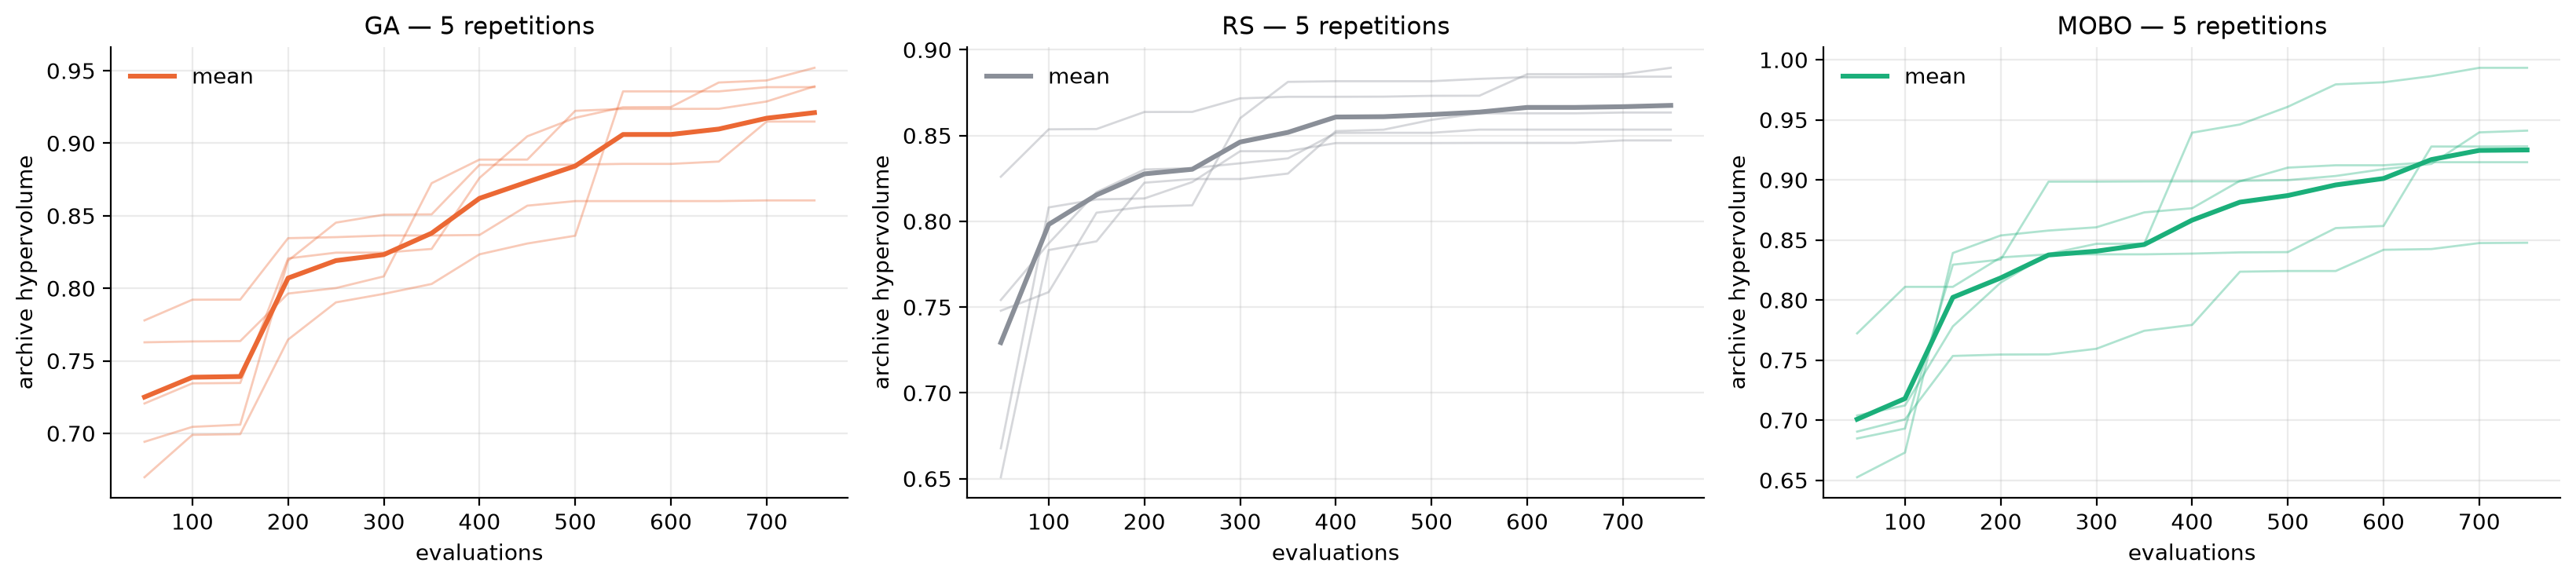 GA — 5 repetitions
mean
archive hypervolume
0.95
0.90
0.85
0.80
0.75
0.70
100 200 300 400 500 600 700
evaluations
RS — 5 repetitions
mean
archive hypervolume
0.90
0.85
0.80
0.75
0.70
0.65
100 200 300 400 500 600 700
evaluations
MOBO — 5 repetitions
mean
archive hypervolume
1.00
0.95
0.90
0.85
0.80
0.75
0.70
0.65
100 200 300 400 500 600 700
evaluations